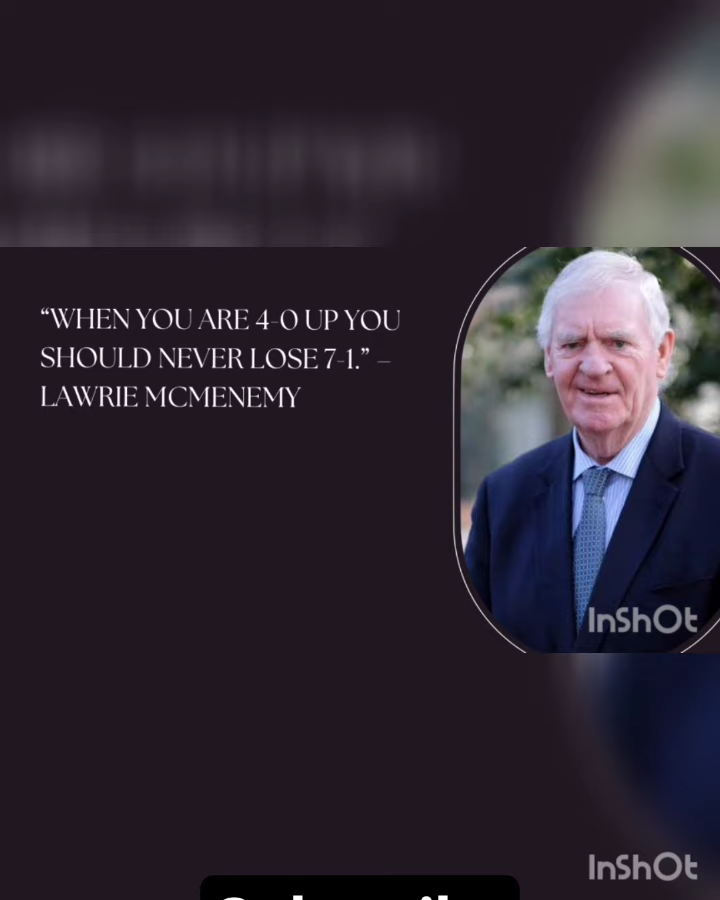 “WHEN YOU ARE 4-0 UP YOU
SHOULD NEVER LOSE 7-1.” –
LAWRIE MCMENEMY
InShOt
InShOt